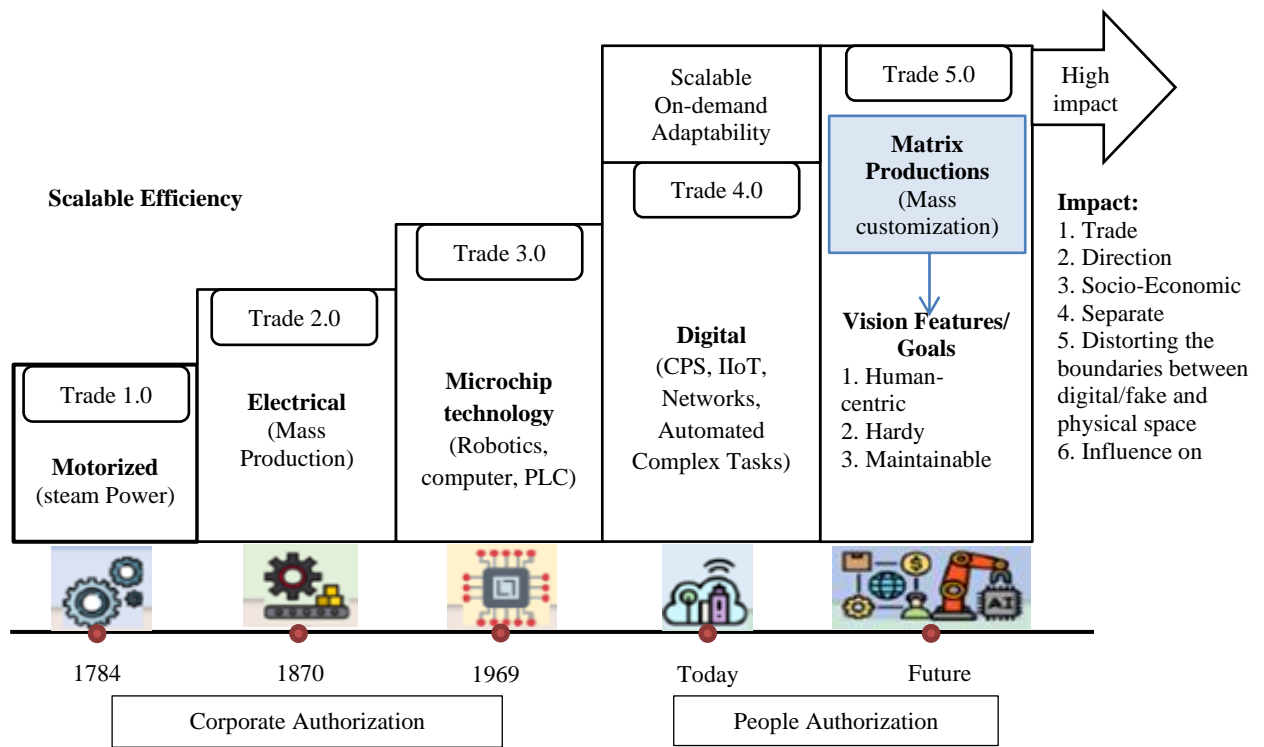 Scalable Efficiency
Trade 1.0
Motorized
(steam Power)
Trade 2.0
Electrical
(Mass
Production)
Trade 3.0
Microchip
technology
(Robotics,
computer, PLC)
Scalable
On-demand
Adaptability
Trade 4.0
Digital
(CPS, IIoT,
Networks,
Automated
Complex Tasks)
Trade 5.0
Matrix
Productions
(Mass
customization)
Vision Features/
Goals
1. Human-
centric
2. Hardy
3. Maintainable
High
impact
Impact:
1. Trade
2. Direction
3. Socio-Economic
4. Separate
5. Distorting the
boundaries between
digital/fake and
physical space
6. Influence on
$
AI
1784
1870
1969
Today
Future
Corporate Authorization
People Authorization